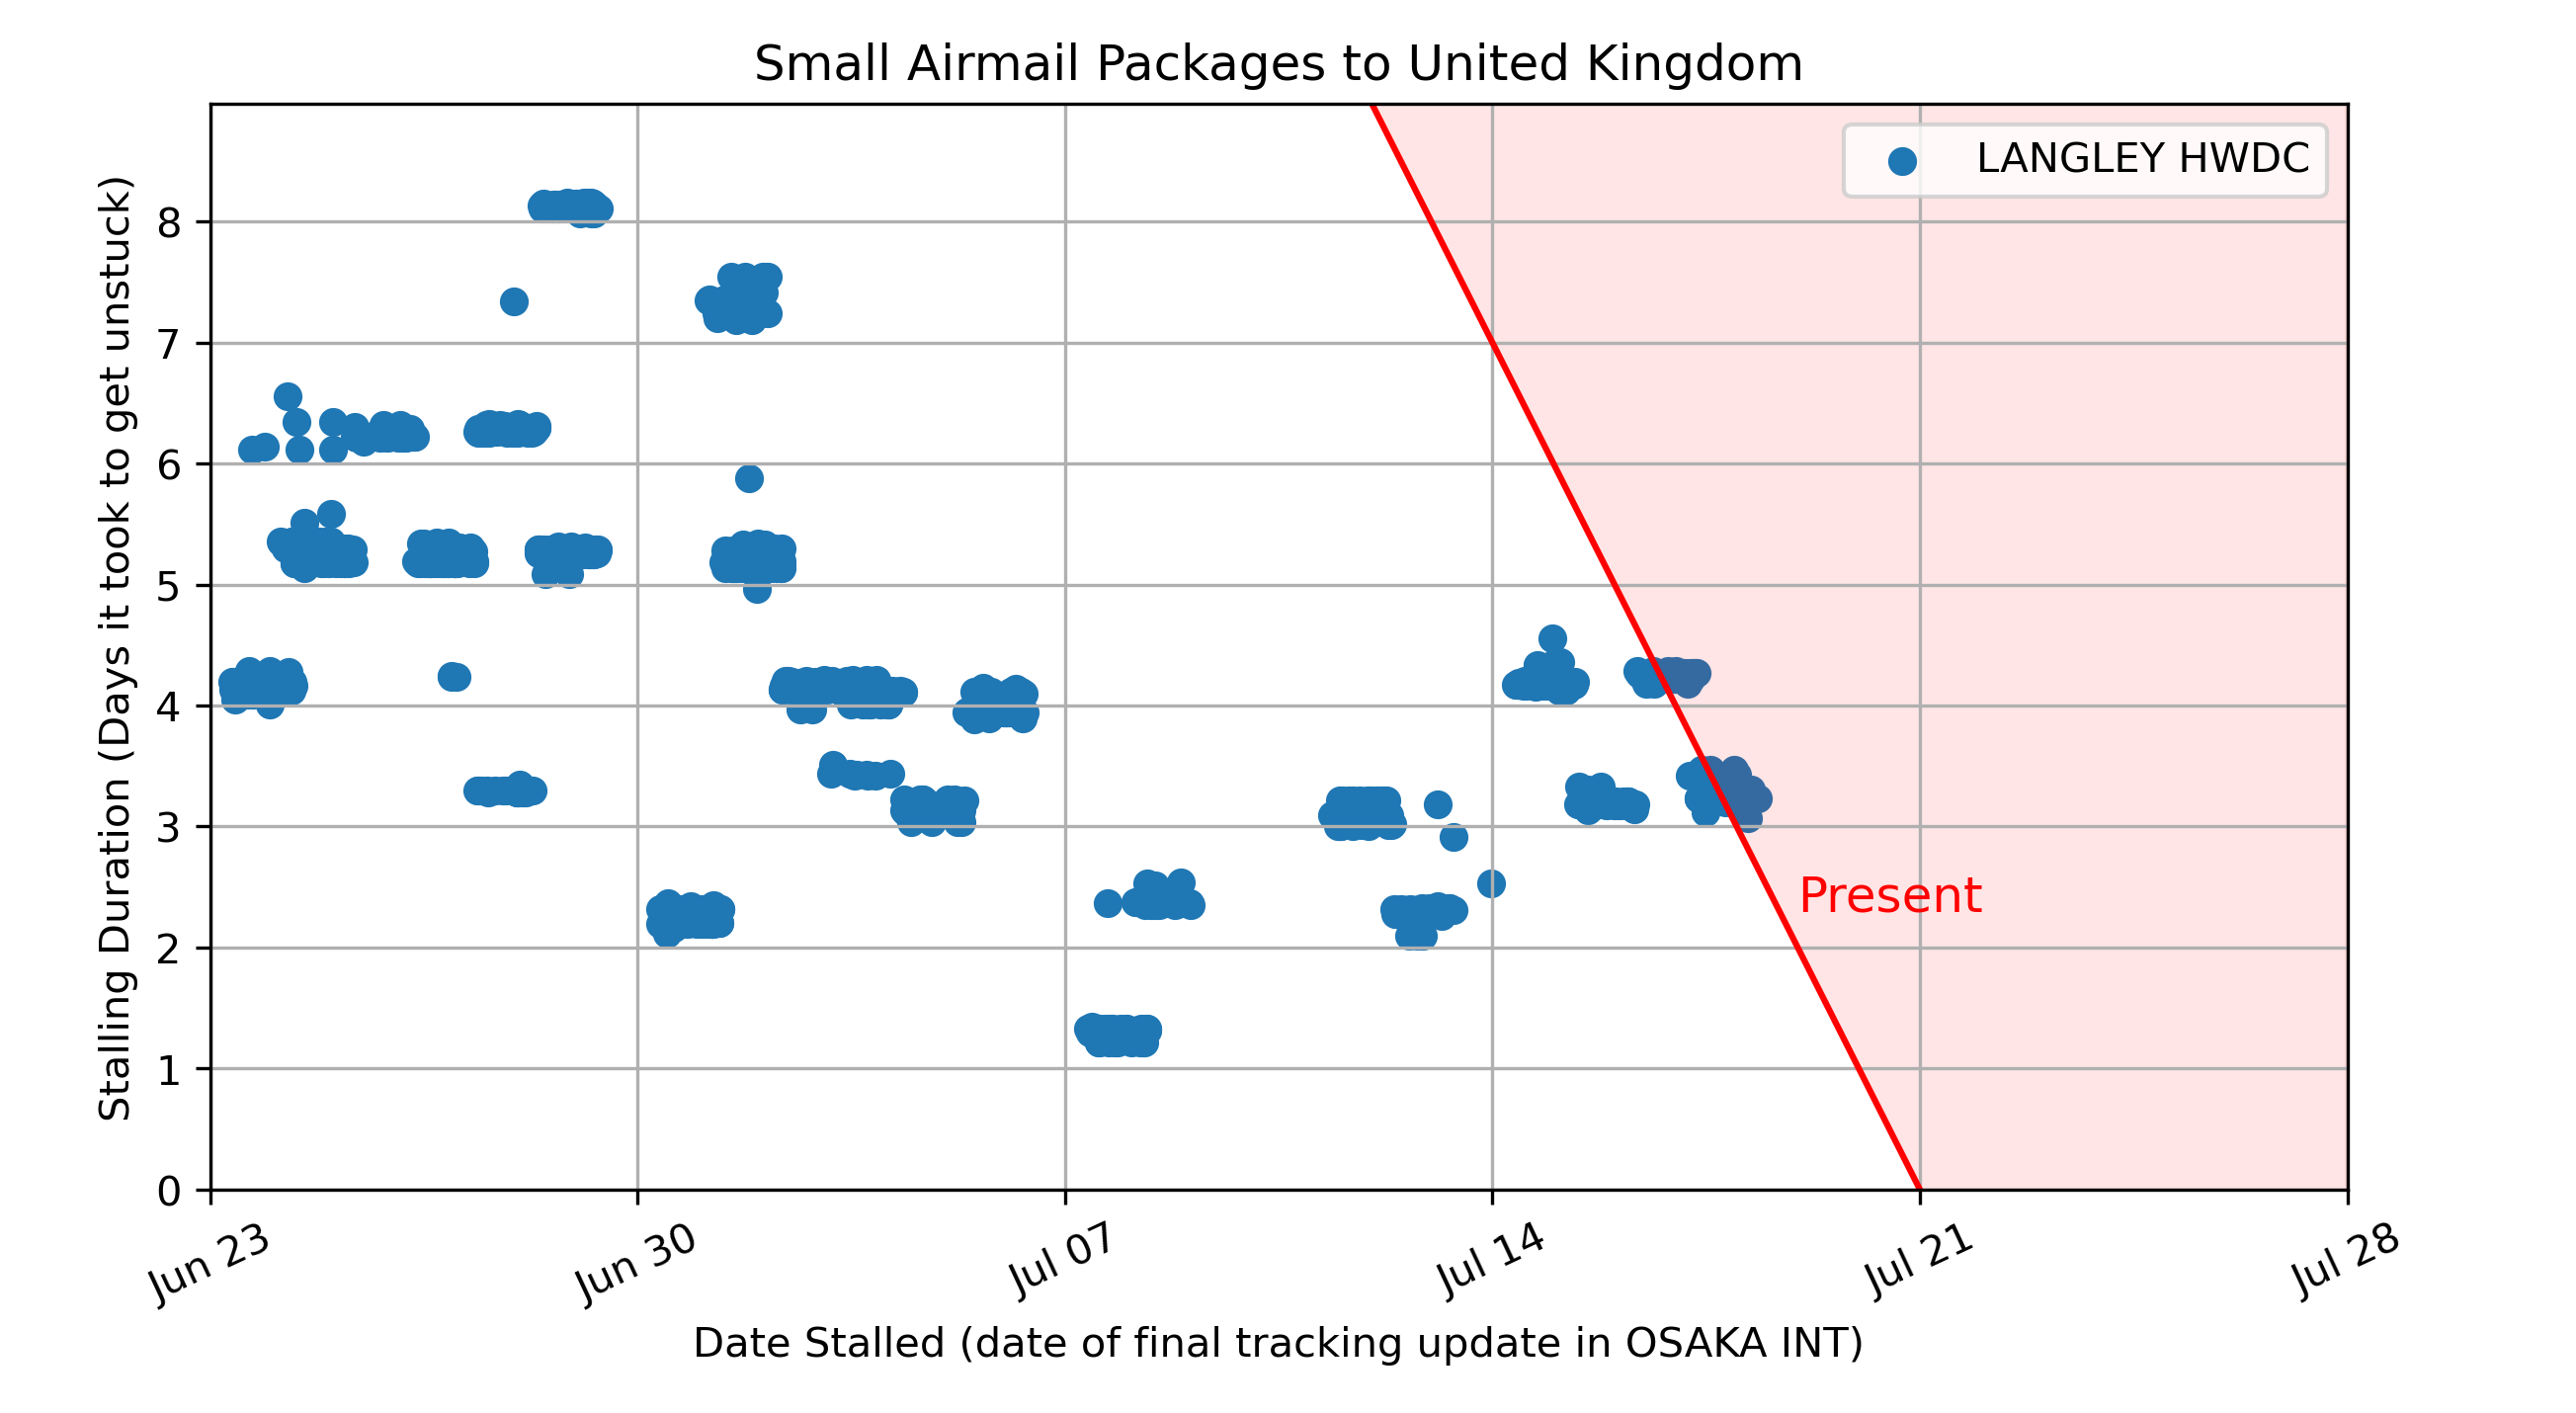 Small Airmail Packages to United Kingdom
LANGLEY HWDC
Stalling Duration (Days it took to get unstuck)
8
7
6
5
4
3
2
1
0
Present
Jun 23
Jun 30
Jul 07
Jul 14
Jul 21
Jul 28
Date Stalled (date of final tracking update in OSAKA INT)